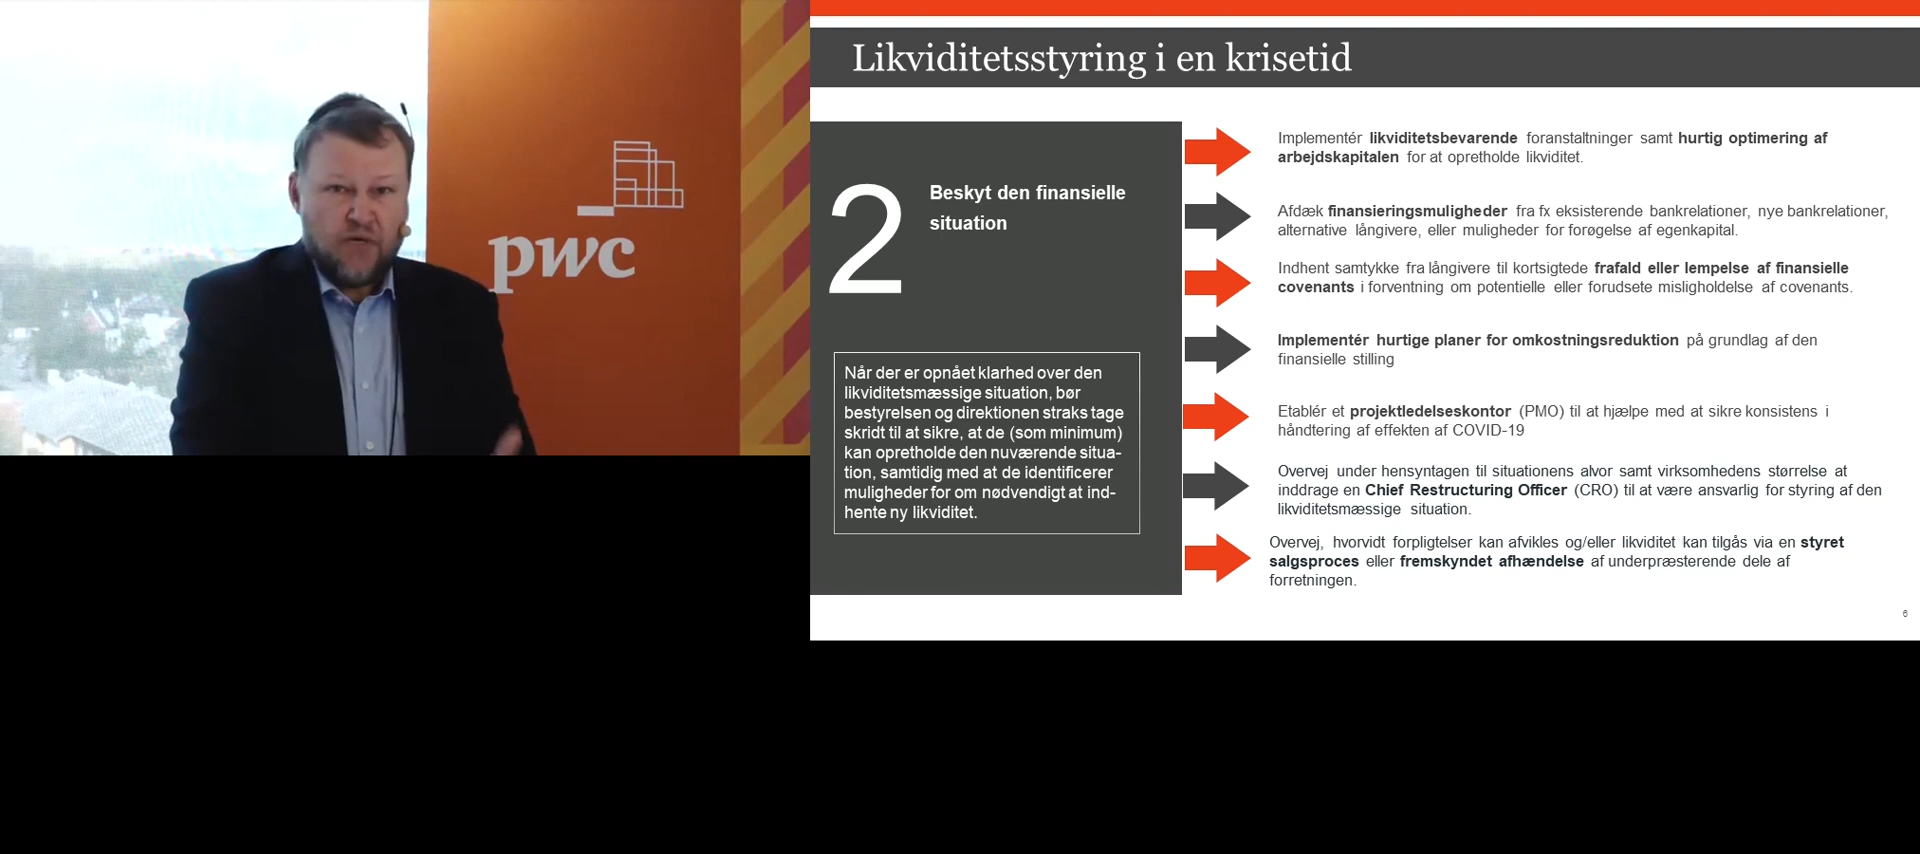 pwc
Likviditetsstyring i en krisetid
2
Beskyt den finansielle
situation
Når der er opnået klarhed over den
likviditetsmæssige situation, bør
bestyrelsen og direktionen straks tage
skridt til at sikre, at de (som minimum)
kan opretholde den nuværende situa-
tion, samtidig med at de identificerer
muligheder for om nødvendigt at ind-
hente ny likviditet.
Implementér likviditetsbevarende foranstaltninger samt hurtig optimering af
arbejdskapitalen for at opretholde likviditet.
Afdæk finansieringsmuligheder fra fx eksisterende bankrelationer, nye bankrelationer,
alternative långivere, eller muligheder for forøgelse af egenkapital.
Indhent samtykke fra långivere til kortsigtede frafald eller lempelse af finansielle
covenants i forventning om potentielle eller forudsete misligholdelse af covenants.
Implementér hurtige planer for omkostningsreduktion på grundlag af den
finansielle stilling
Etablér et projektledelseskontor (PMO) til at hjælpe med at sikre konsistens i
håndtering af effekten af COVID-19
Overvej under hensyntagen til situationens alvor samt virksomhedens størrelse at
inddrage en Chief Restructuring Officer (CRO) til at være ansvarlig for styring af den
likviditetsmæssige situation.
Overvej, hvorvidt forpligtelser kan afvikles og/eller likviditet kan tilgås via en styret
salgsproces eller fremskyndet afhændelse af underpræsterende dele af
forretningen.
6